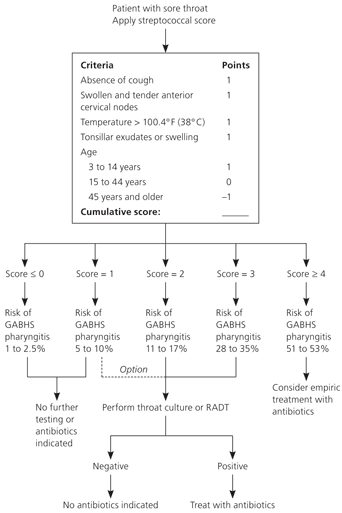 Patient with sore throat
Apply streptococcal score
Criteria Points
Absence of cough 1
Swollen and tender anterior 1
cervical nodes
Temperature > 100.4°F (38°C) 1
Tonsillar exudates or swelling 1
Age
3 to 14 years 1
15 to 44 years 0
45 years and older –1
Cumulative score: _____
Score ≤ 0 Score = 1 Score = 2 Score = 3 Score ≥ 4
Risk of GABHS pharyngitis 1 to 2.5%
Risk of GABHS pharyngitis 5 to 10%
Risk of GABHS pharyngitis 11 to 17%
Risk of GABHS pharyngitis 28 to 35%
Risk of GABHS pharyngitis 51 to 53%
Option
No further
testing or
antibiotics
indicated
Perform throat culture or RADT
Consider empiric
treatment with
antibiotics
Negative Positive
No antibiotics indicated Treat with antibiotics